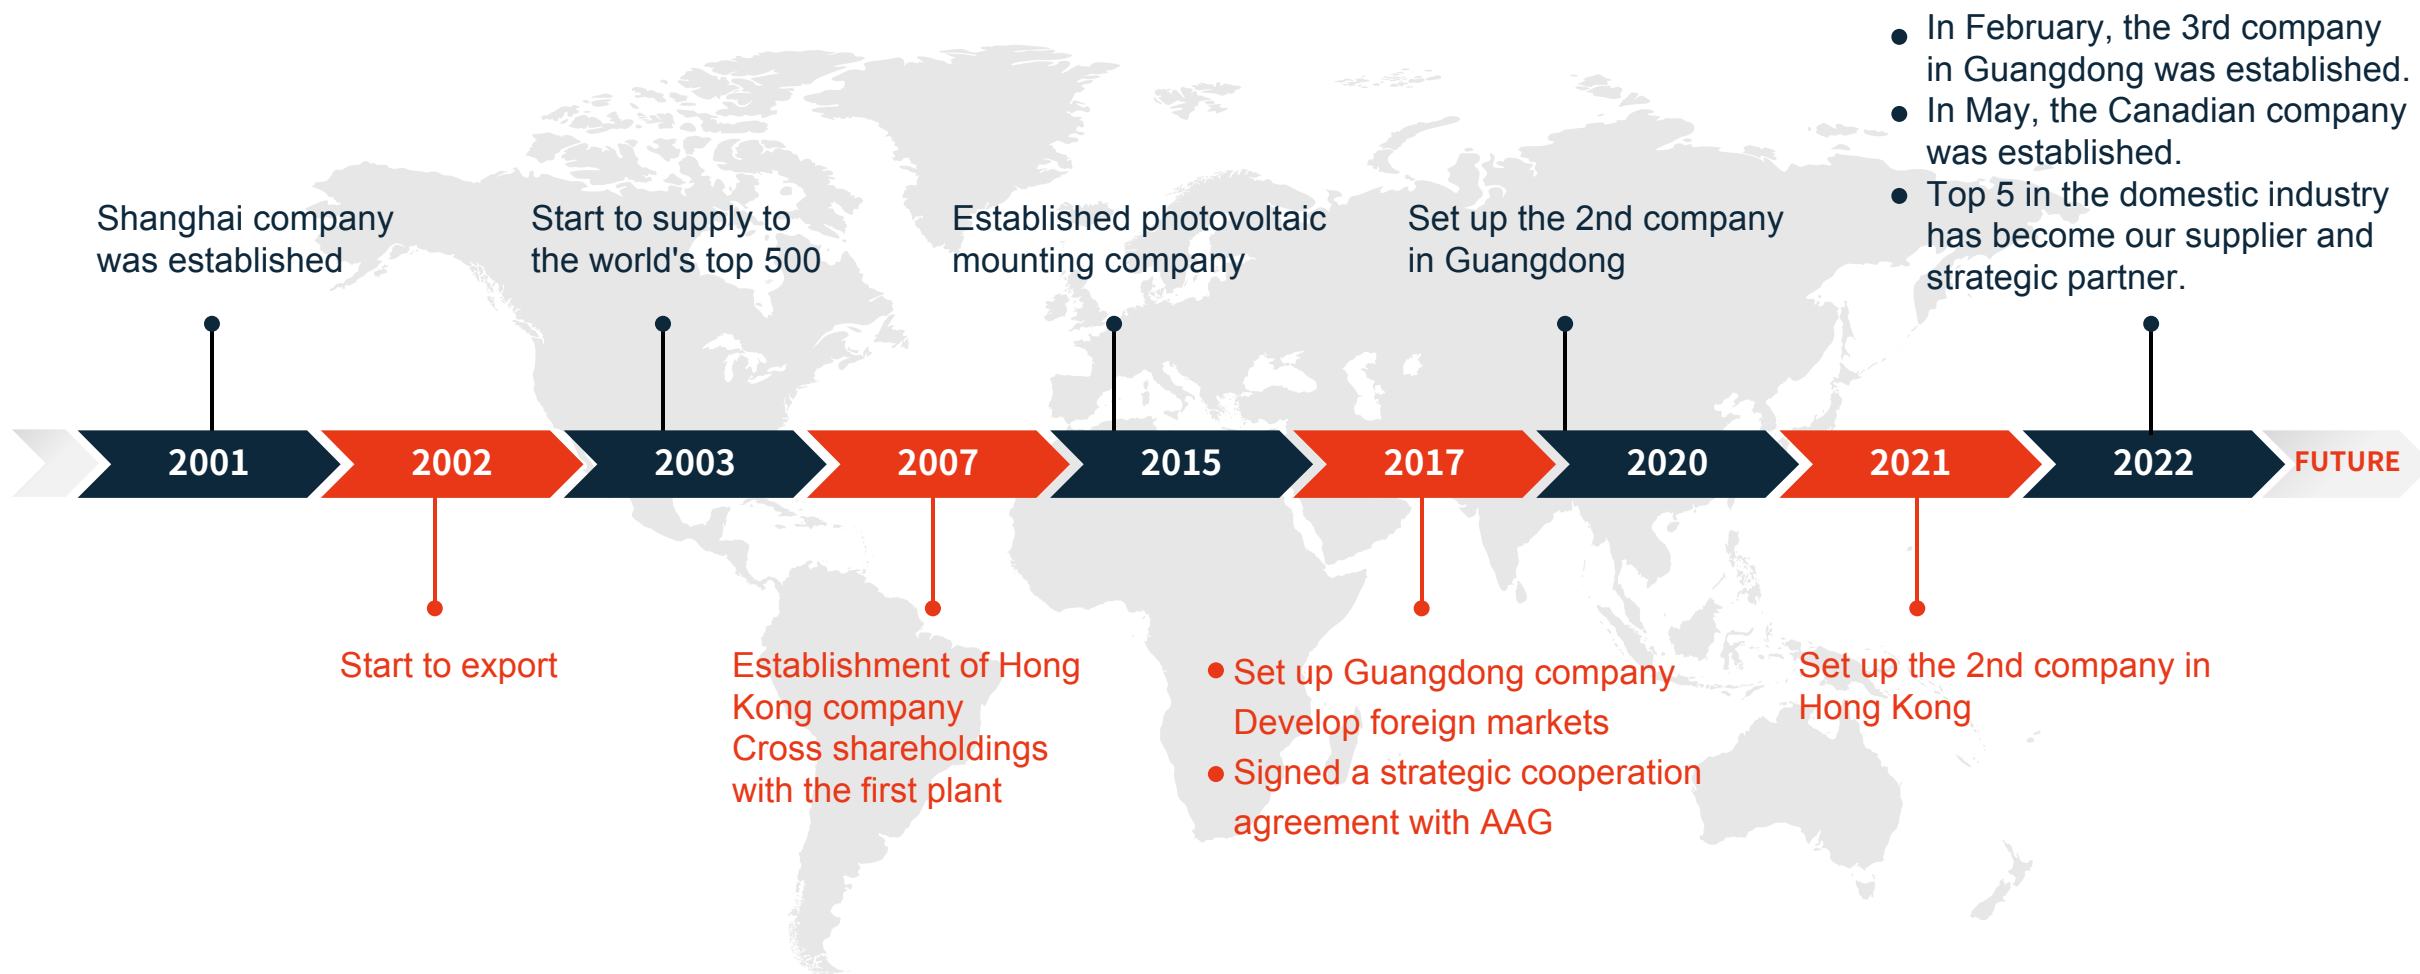 In February, the 3rd company
in Guangdong was established.
In May, the Canadian company
was established.
Top 5 in the domestic industry
has become our supplier and
strategic partner.
Shanghai company
was established
Start to supply to
the world's top 500
Established photovoltaic
mounting company
Set up the 2nd company
in Guangdong
2001
2002
2003
2007
2015
2017
2020
2021
2022
FUTURE
Start to export
Establishment of Hong
Kong company
Cross shareholdings
with the first plant
Set up Guangdong company
Develop foreign markets
Signed a strategic cooperation
agreement with AAG
Set up the 2nd company in
Hong Kong